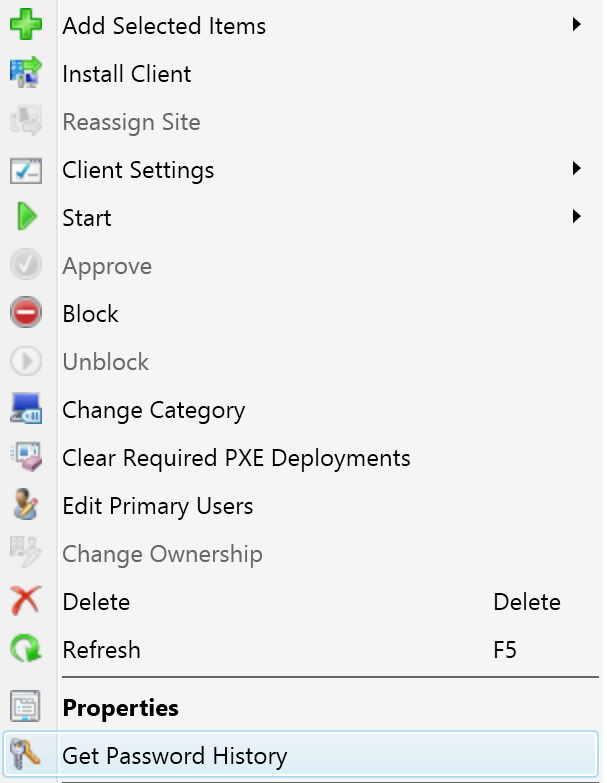 Add Selected Items
Install Client
Reassign Site
Client Settings
Start
Approve
Block
Unblock
Change Category
Clear Required PXE Deployments
Edit Primary Users
Change Ownership
Delete Delete
Refresh F5
Properties
Get Password History